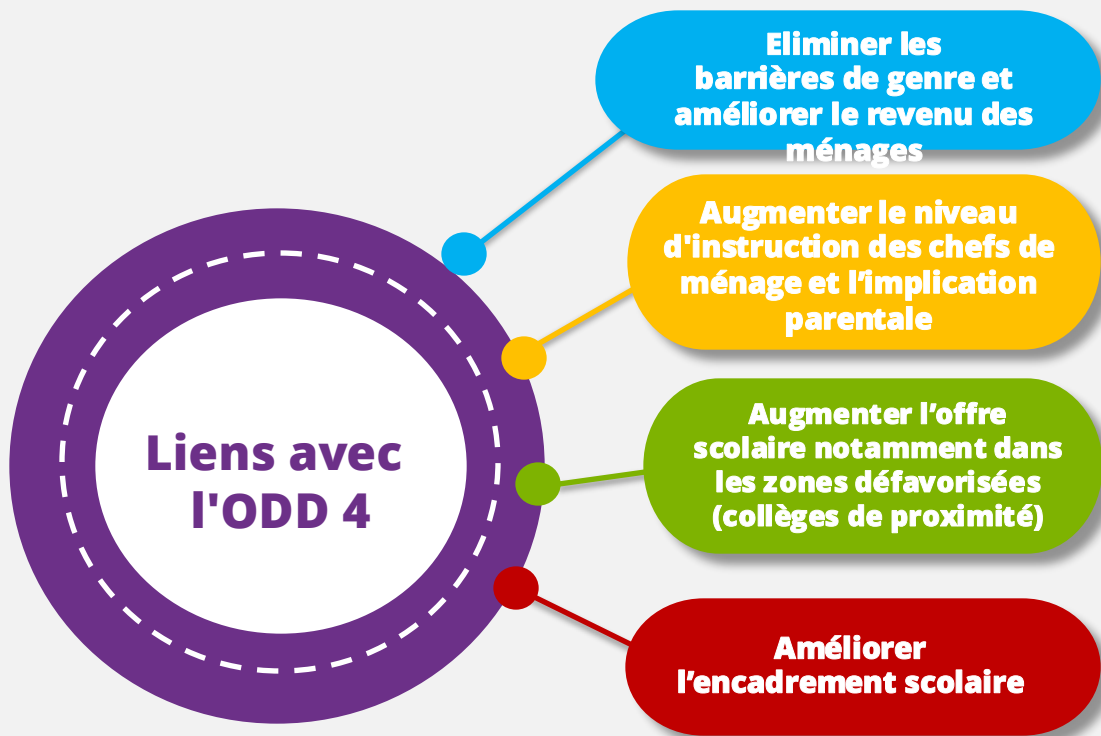 Eliminer les
barrières de genre et
améliorer le revenu des
ménages
Augmenter le niveau
d'instruction des chefs de
ménage et l’implication
parentale
Liens avec
l'ODD 4
Augmenter l’offre
scolaire notamment dans
les zones défavorisées
(collèges de proximité)
Améliorer
l’encadrement scolaire